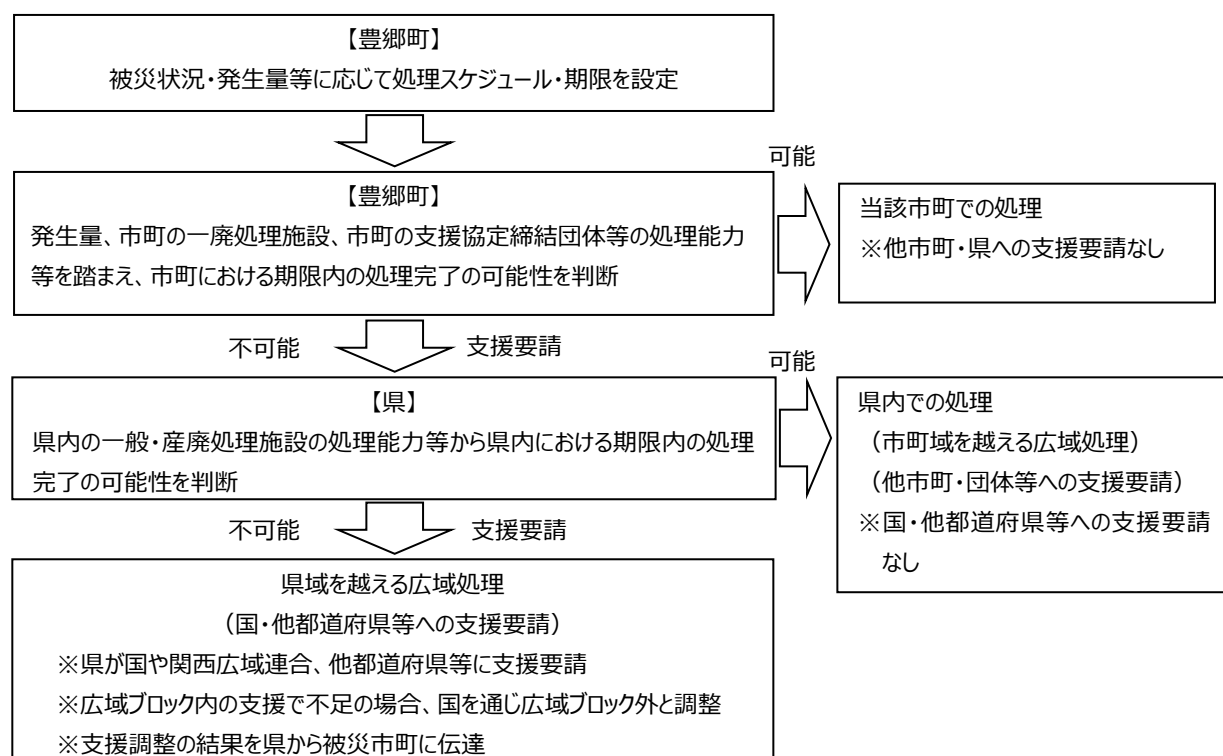 【豊郷町】
被災状況・発生量等に応じて処理スケジュール・期限を設定
可能
【豊郷町】
発生量、市町の一廃処理施設、市町の支援協定締結団体等の処理能力
等を踏まえ、市町における期限内の処理完了の可能性を判断
当該市町での処理
※他市町・県への支援要請なし
不可能
支援要請
可能
【県】
県内の一般・産廃処理施設の処理能力等から県内における期限内の処理
完了の可能性を判断
県内での処理
（市町域を越える広域処理）
（他市町・団体等への支援要請）
※国・他都道府県等への支援要請
なし
不可能
支援要請
県域を越える広域処理
（国・他都道府県等への支援要請）
※県が国や関西広域連合、他都道府県等に支援要請
※広域ブロック内の支援で不足の場合、国を通じ広域ブロック外と調整
※支援調整の結果を県から被災市町に伝達